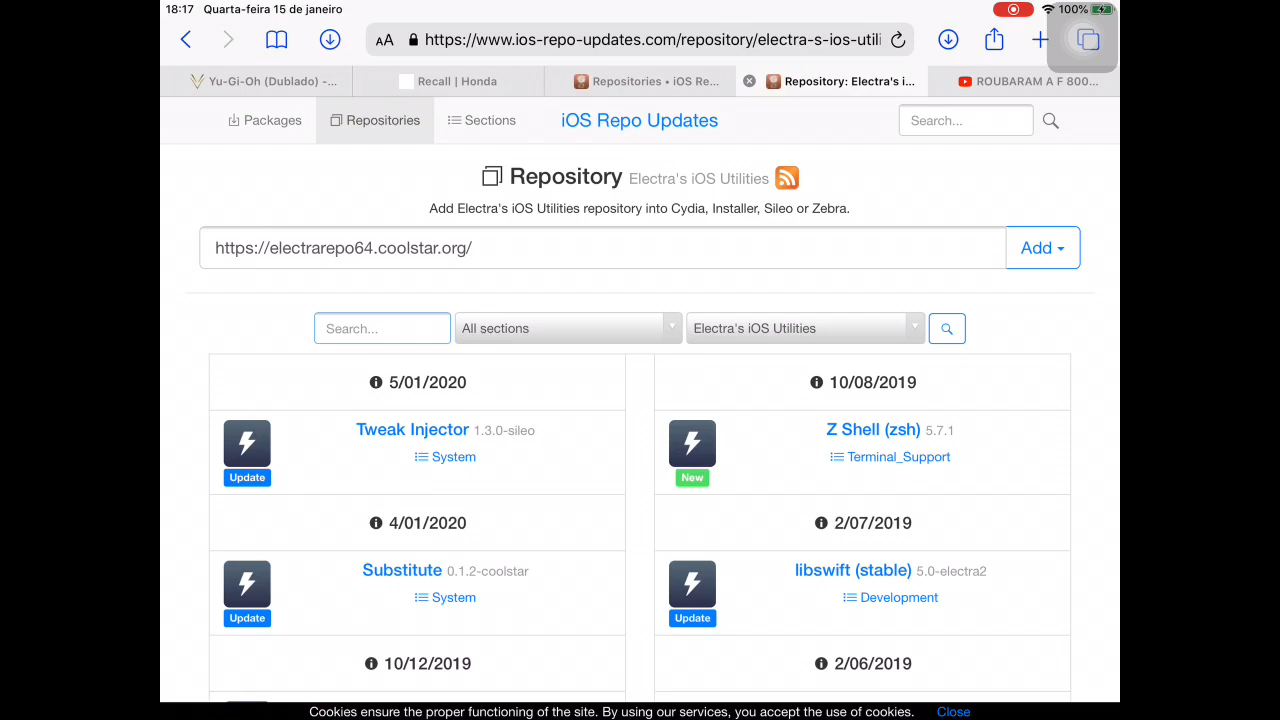 18:17 Quarta-feira 15 de janeiro 100%
AA https://www.ios-repo-updates.com/repository/electra-s-ios-utili
Yu-Gi-Oh (Dublado) -... Recall | Honda Repositories • iOS Re... Repository: Electra's i... ROUBARAM A F 800...
Packages Repositories Sections iOS Repo Updates Search...
Repository Electra's iOS Utilities
Add Electra's iOS Utilities repository into Cydia, Installer, Sileo or Zebra.
https://electrarepo64.coolstar.org/ Add
Search... All sections Electra's iOS Utilities
5/01/2020 10/08/2019
Tweak Injector 1.3.0-sileo Z Shell (zsh) 5.7.1
System Terminal_Support
Update New
4/01/2020 2/07/2019
Substitute 0.1.2-coolstar libswift (stable) 5.0-electra2
System Development
Update Update
10/12/2019 2/06/2019
Cookies ensure the proper functioning of the site. By using our services, you accept the use of cookies. Close